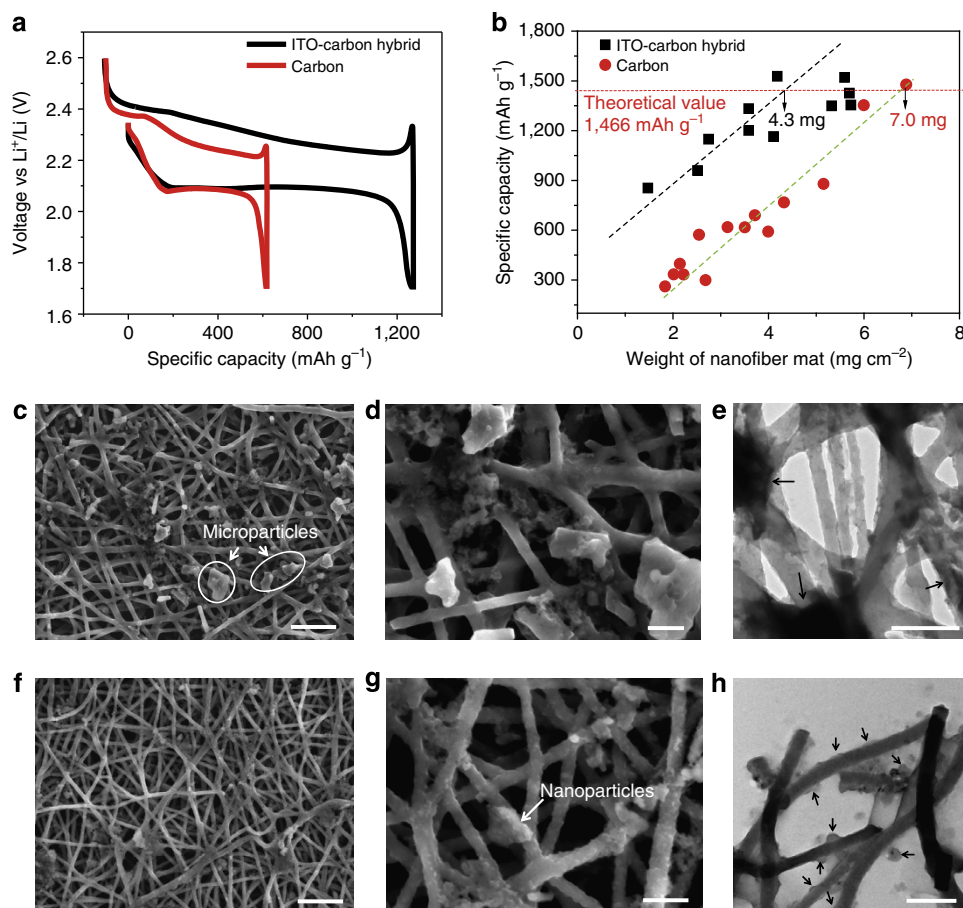 a
ITO-carbon hybrid
Carbon
2.6
2.4
2.2
2.0
1.8
1.6
0
400
800
1,200
Voltage vs Li⁺/Li (V)
Specific capacity (mAh g⁻¹)
b
ITO-carbon hybrid
Carbon
1,800
1,500
1,200
900
600
300
0
2
4
6
8
Theoretical value
1,466 mAh g⁻¹
4.3 mg
7.0 mg
Specific capacity (mAh g⁻¹)
Weight of nanofiber mat (mg cm⁻²)
c
Microparticles
d
e
f
g
Nanoparticles
h